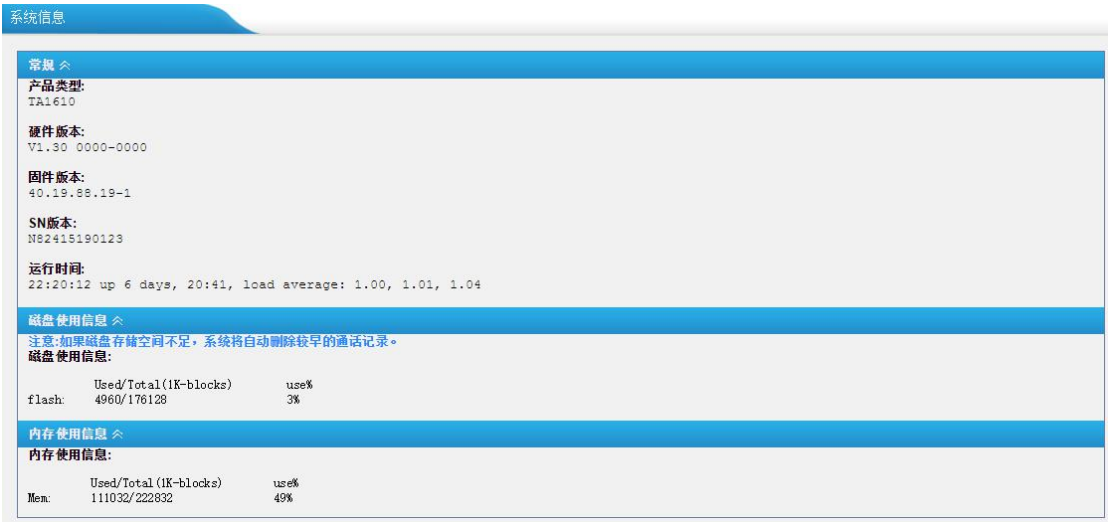 系统信息
常规
产品类型:
TA1610
硬件版本:
V1.30 0000-0000
固件版本:
40.19.88.19-1
SN版本:
N82415190123
运行时间:
22:20:12 up 6 days, 20:41, load average: 1.00, 1.01, 1.04
磁盘使用信息
注意:如果磁盘存储空间不足，系统将自动删除较早的通话记录。
磁盘使用信息:
Used/Total(1K-blocks) use%
flash: 4960/176128 3%
内存使用信息
内存使用信息:
Used/Total(1K-blocks) use%
Mem: 111032/222832 49%